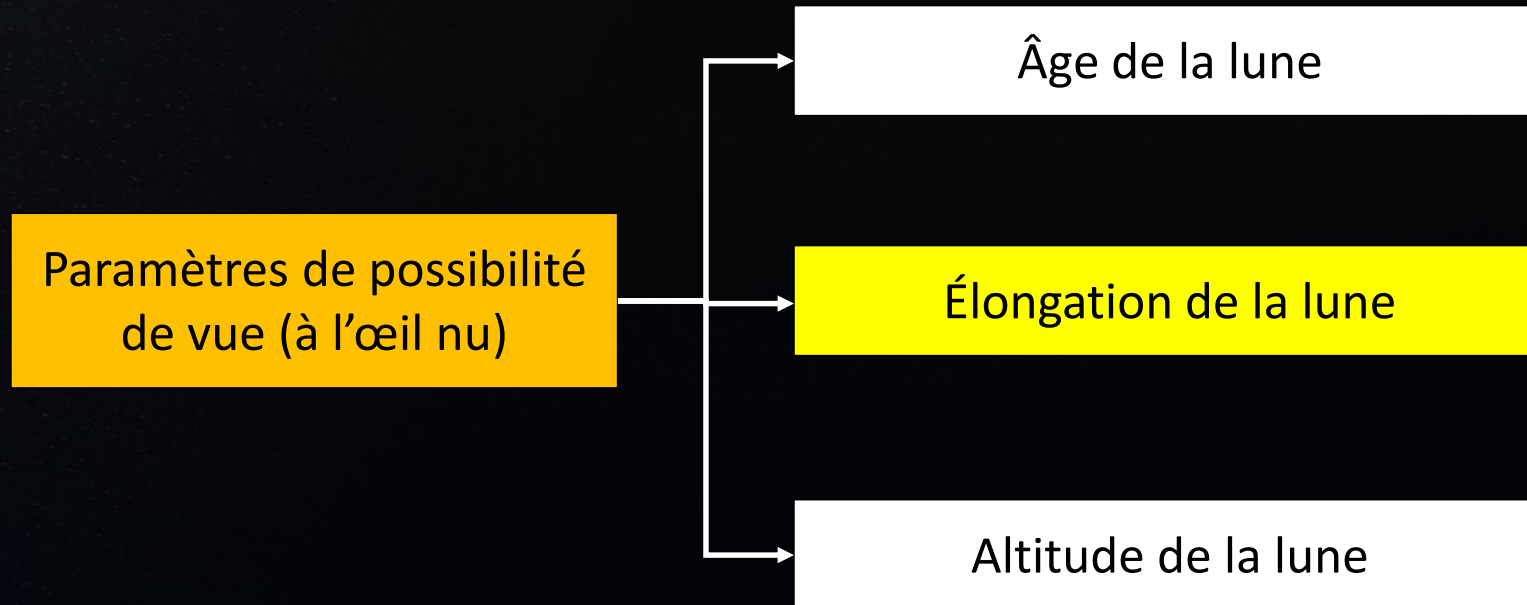 Âge de la lune
Paramètres de possibilité
de vue (à l’œil nu)
Élongation de la lune
Altitude de la lune